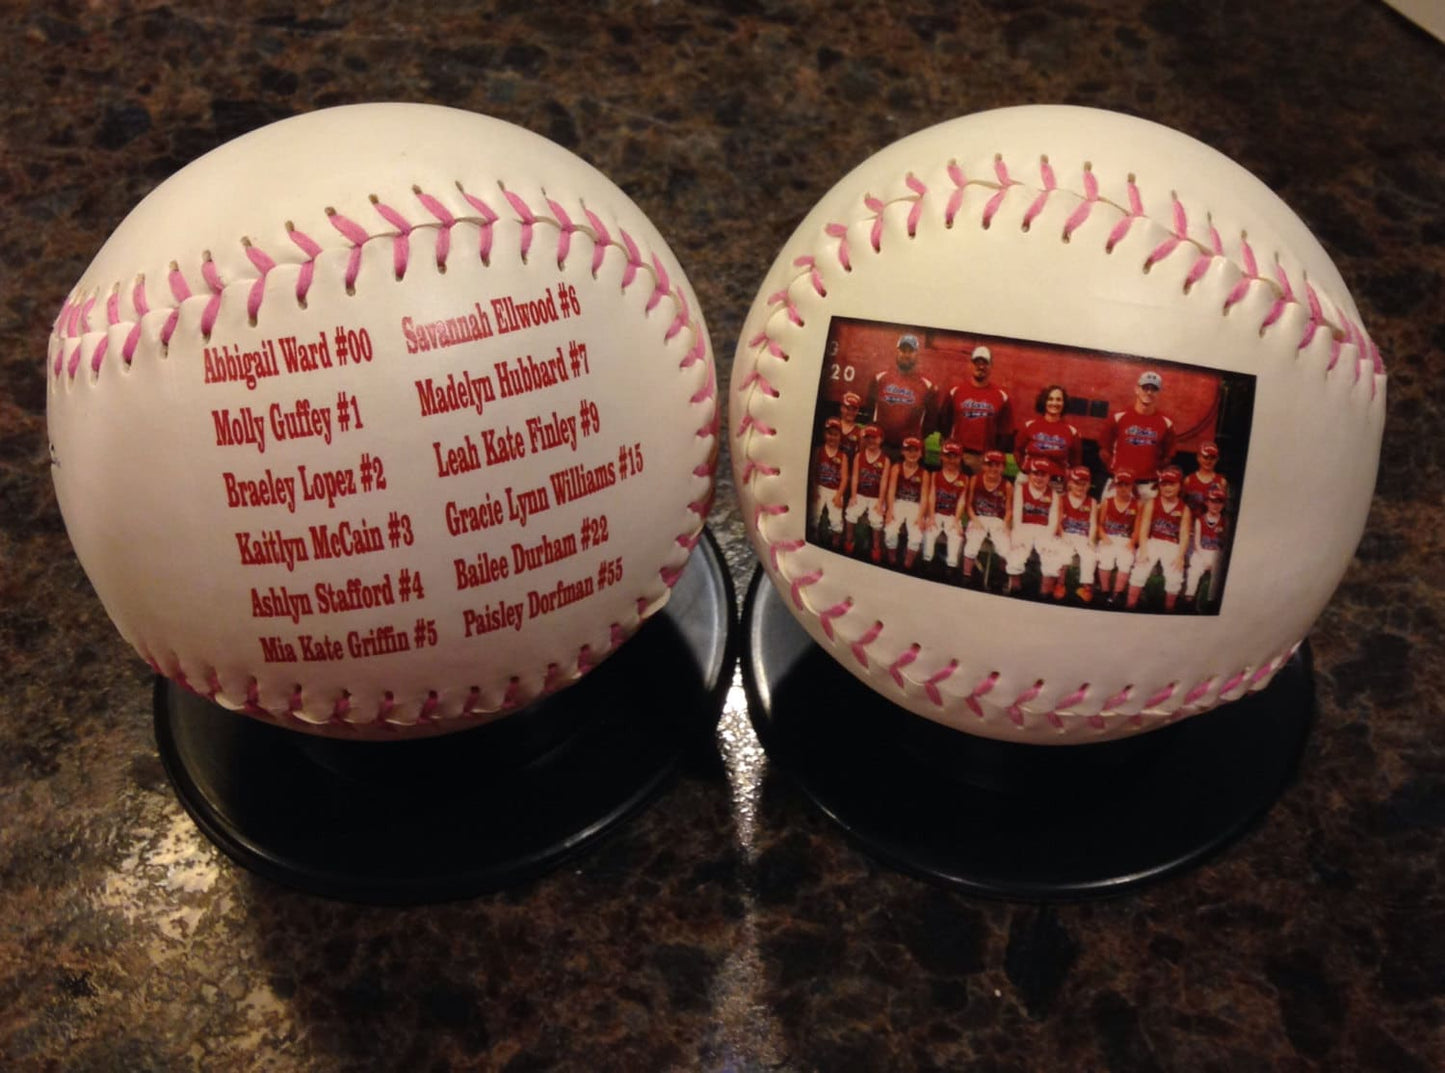 Abbigail Ward #00
Molly Guffey #1
Braeley Lopez #2
Kaitlyn McCain #3
Ashlyn Stafford #4
Mia Kate Griffin #5
Savannah Ellwood #6
Madelyn Hubbard #7
Leah Kate Finley #9
Gracie Lynn Williams #15
Bailee Durham #22
Paisley Dorfman #55
20